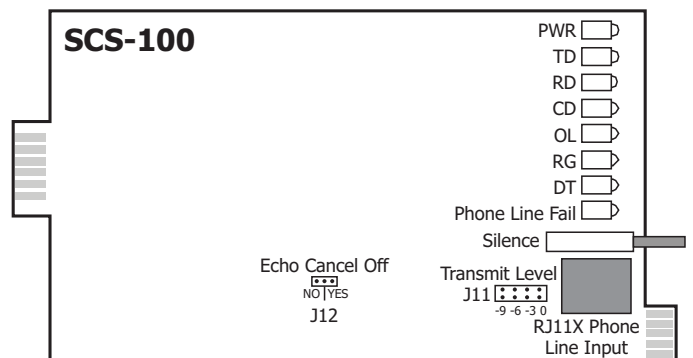 SCS-100
PWR
TD
RD
CD
OL
RG
DT
Phone Line Fail
Silence
Echo Cancel Off
NO YES
J12
Transmit Level
J11
-9 -6 -3 0
RJ11X Phone
Line Input